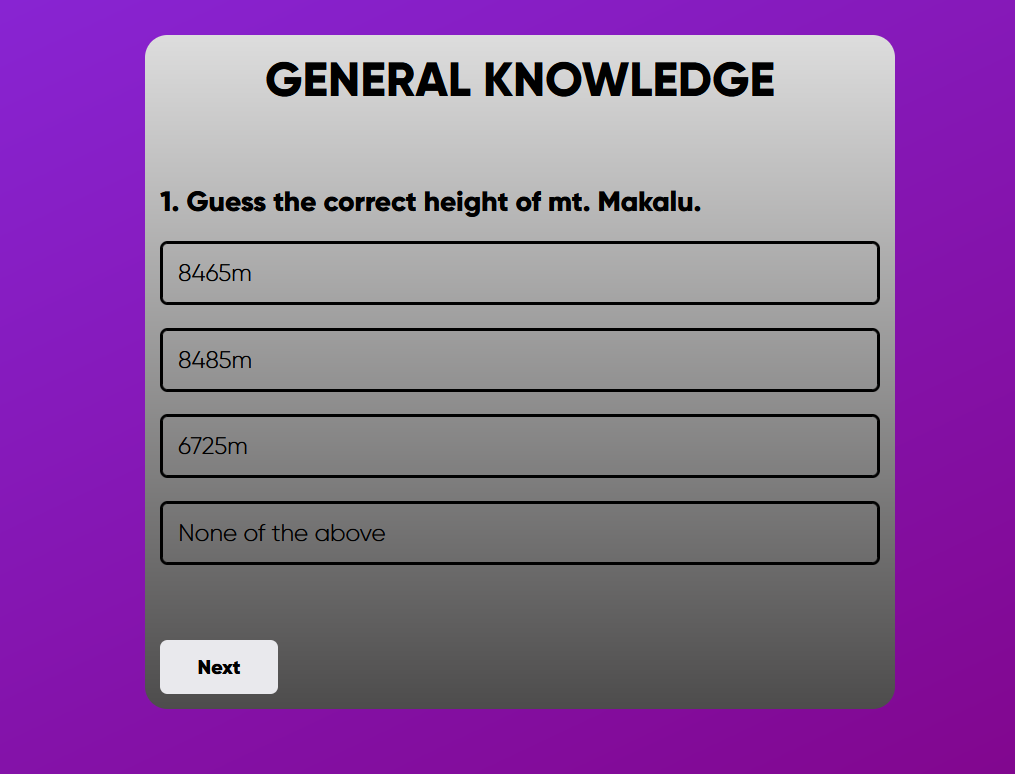 GENERAL KNOWLEDGE
1. Guess the correct height of mt. Makalu.
8465m
8485m
6725m
None of the above
Next